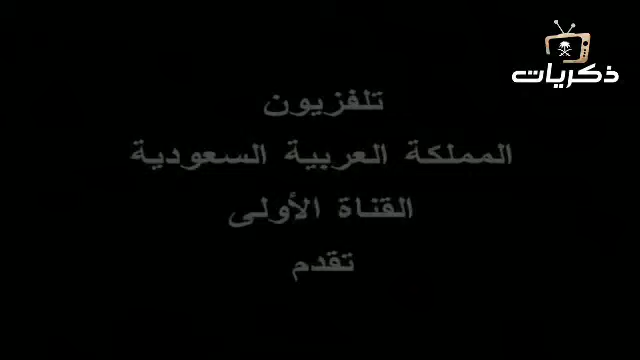 ذكريات
تلفزيون
المملكة العربية السعودية
القناة الأولى
تقدم